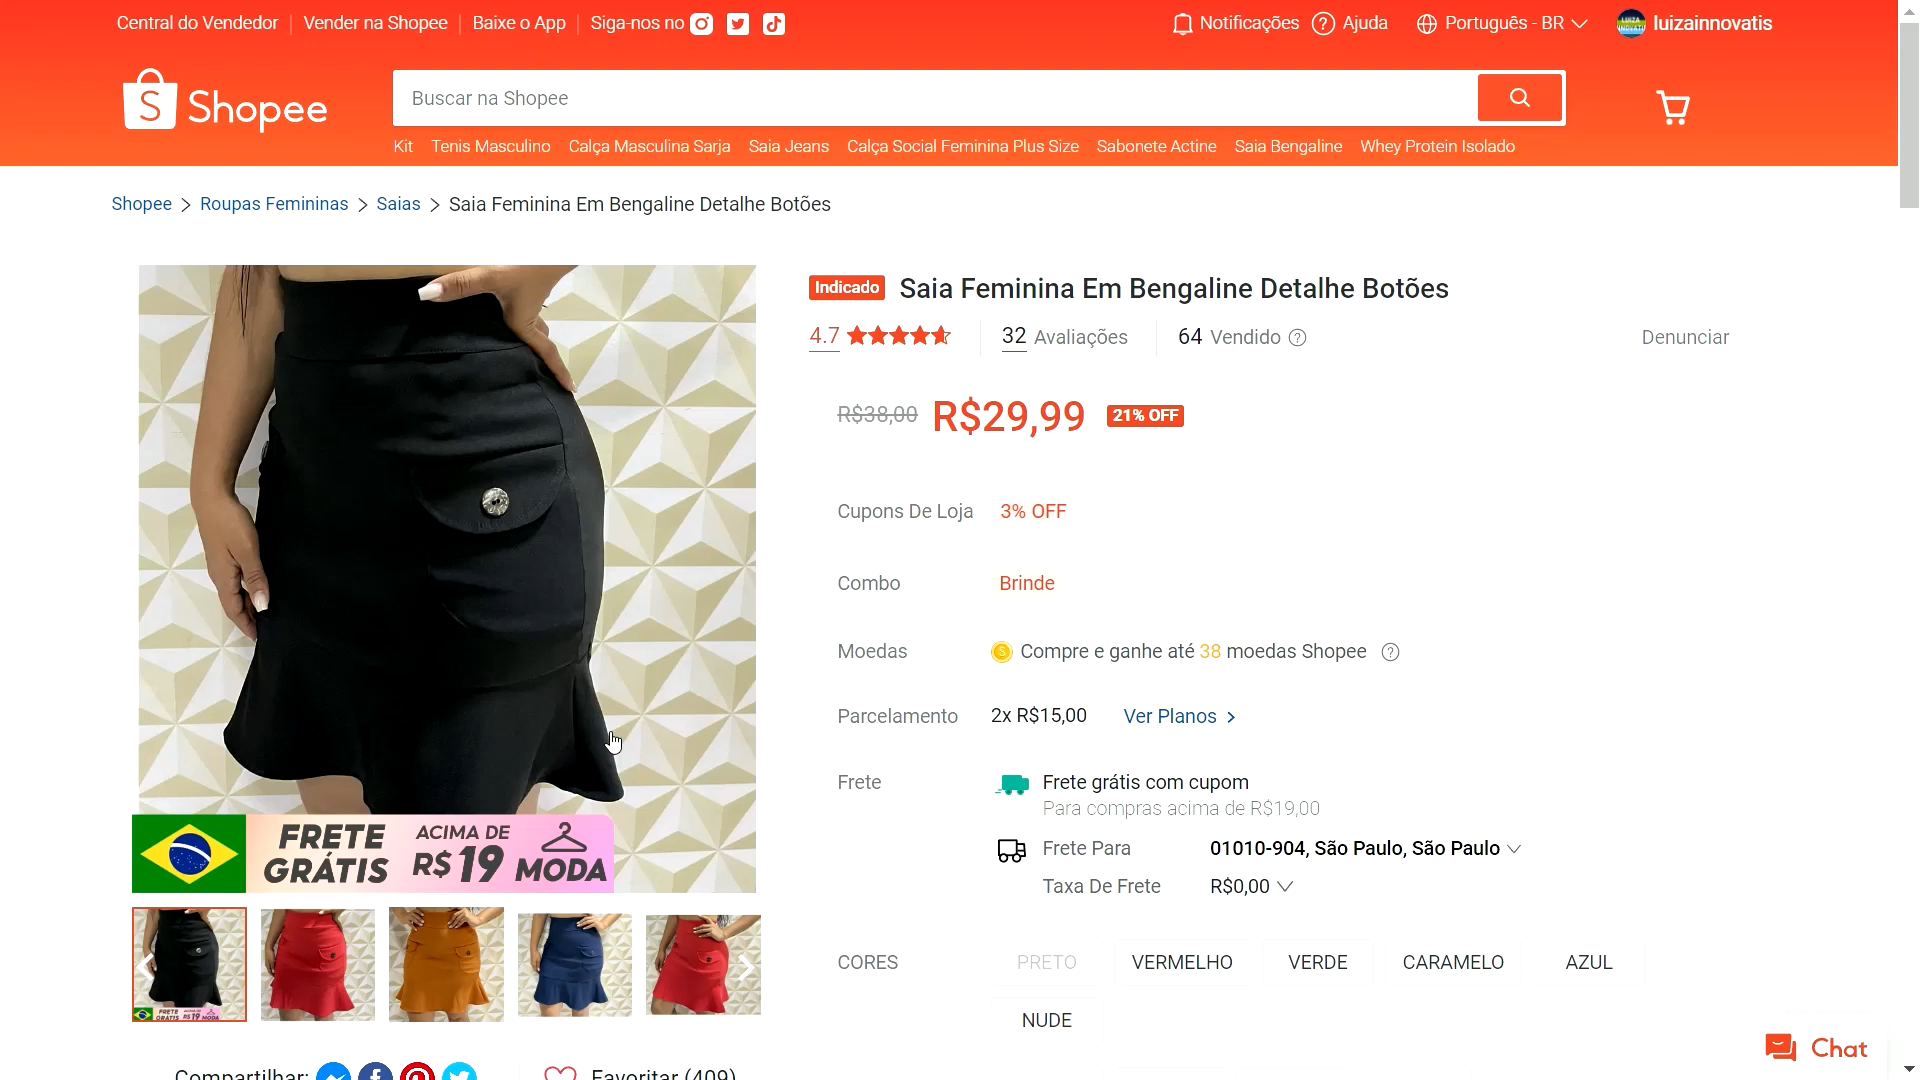 Central do Vendedor Vender na Shopee Baixe o App Siga-nos no Notificações Ajuda Português - BR luizainnovatis
Shopee
Buscar na Shopee
Kit Tenis Masculino Calça Masculina Sarja Saia Jeans Calça Social Feminina Plus Size Sabonete Actine Saia Bengaline Whey Protein Isolado
Shopee > Roupas Femininas > Saias > Saia Feminina Em Bengaline Detalhe Botões
Indicado Saia Feminina Em Bengaline Detalhe Botões
4.7 32 Avaliações 64 Vendido Denunciar
R$38,00 R$29,99 21% OFF
Cupons De Loja 3% OFF
Combo Brinde
Moedas Compre e ganhe até 38 moedas Shopee
Parcelamento 2x R$15,00 Ver Planos >
Frete Frete grátis com cupom
Para compras acima de R$19,00
Frete Para 01010-904, São Paulo, São Paulo
Taxa De Frete R$0,00
FRETE GRÁTIS ACIMA DE R$19 MODA
FRETE GRÁTIS ACIMA DE R$19 MODA
CORES PRETO VERMELHO VERDE CARAMELO AZUL
NUDE
Chat
Compartilhar: Favoritar (409)